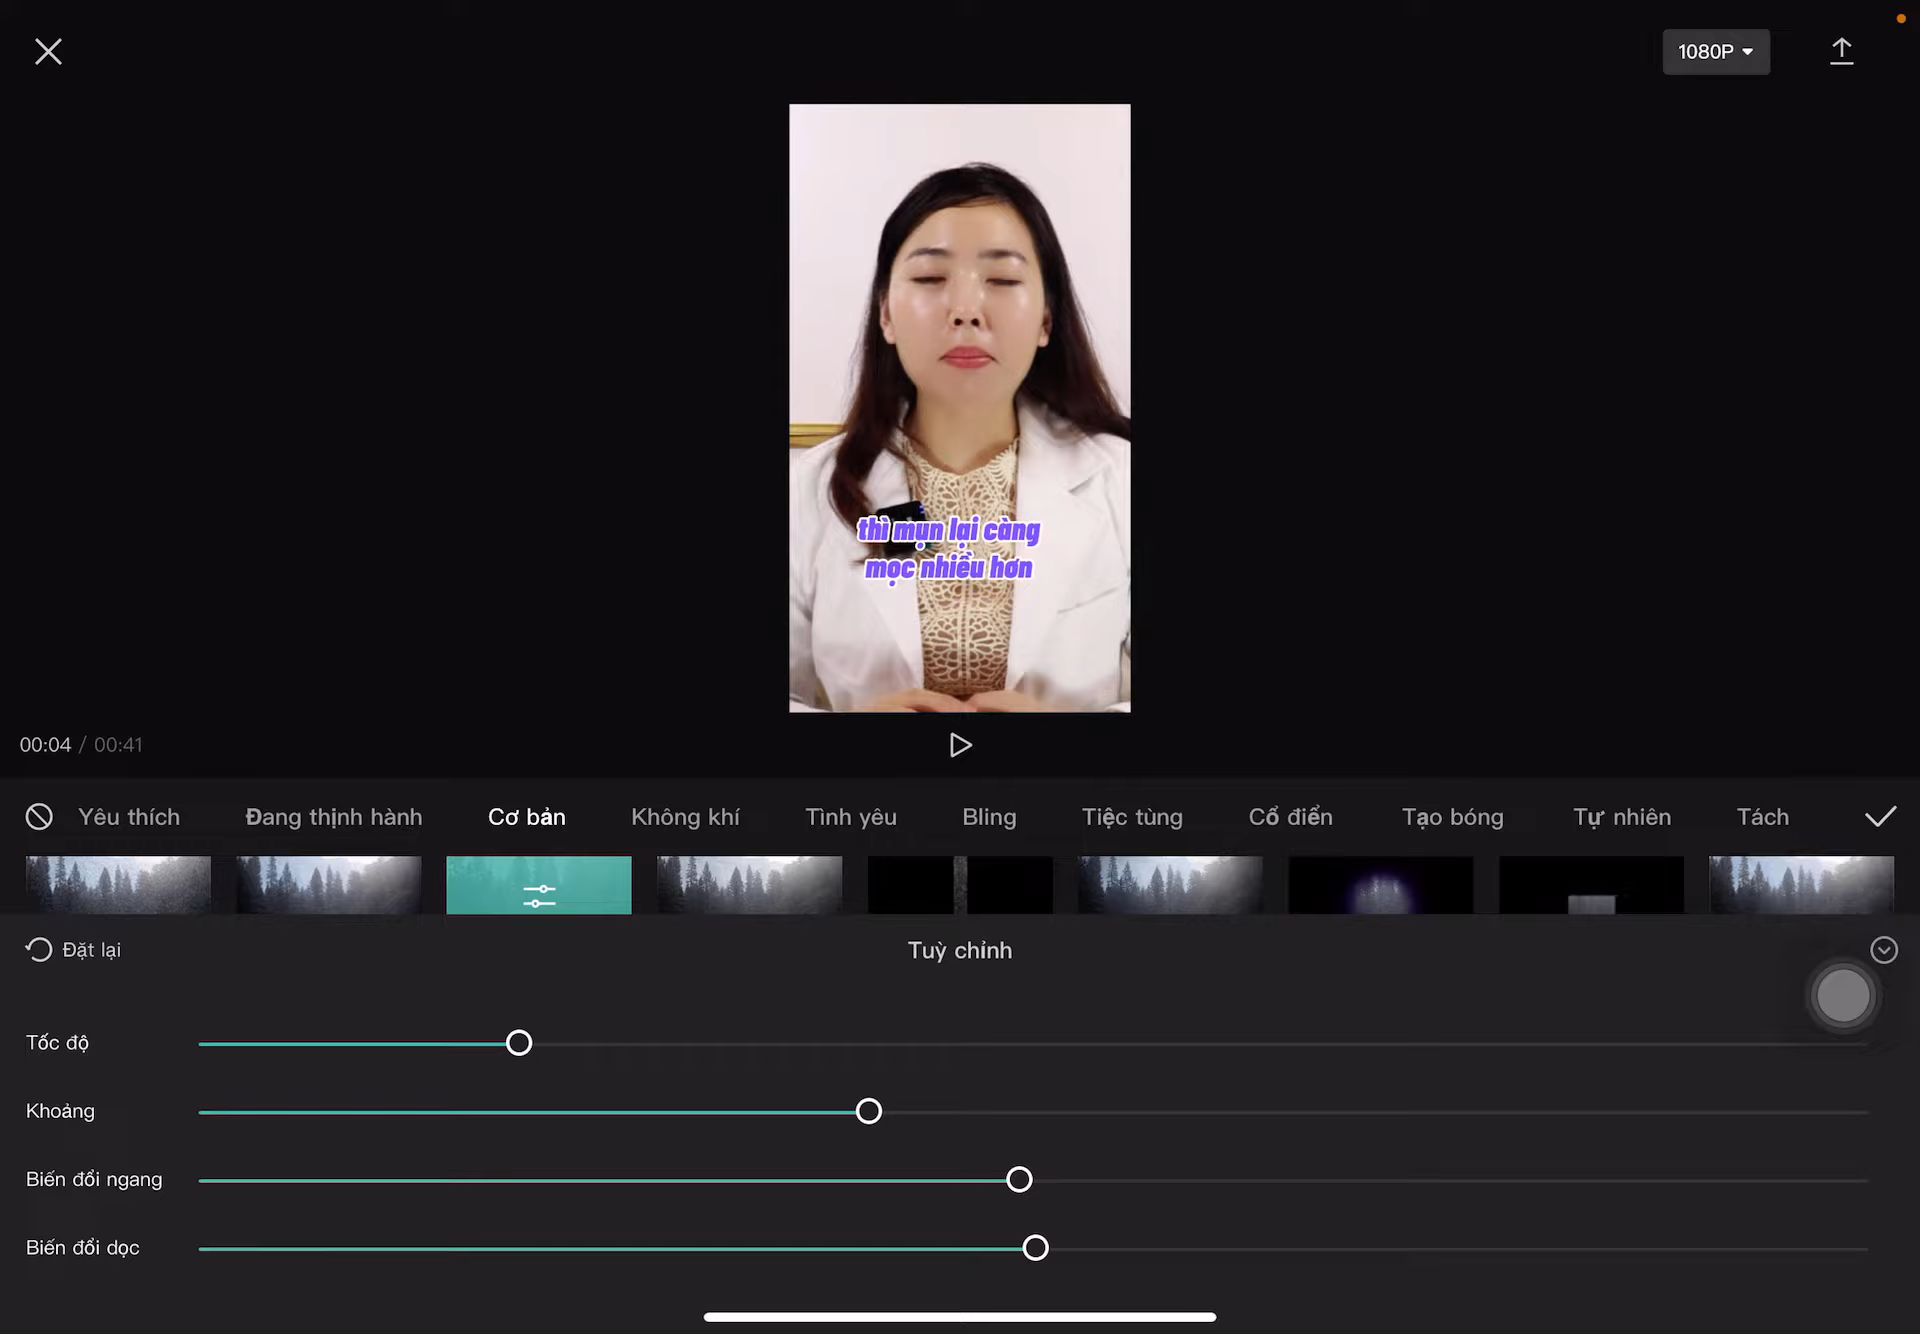 1080P
thì mụn lại càng
mọc nhiều hơn
00:04 / 00:41
Yêu thích Đang thịnh hành Cơ bản Không khí Tình yêu Bling Tiệc tùng Cổ điển Tạo bóng Tự nhiên Tách
Đặt lại Tuỳ chỉnh
Tốc độ
Khoảng
Biến đổi ngang
Biến đổi dọc